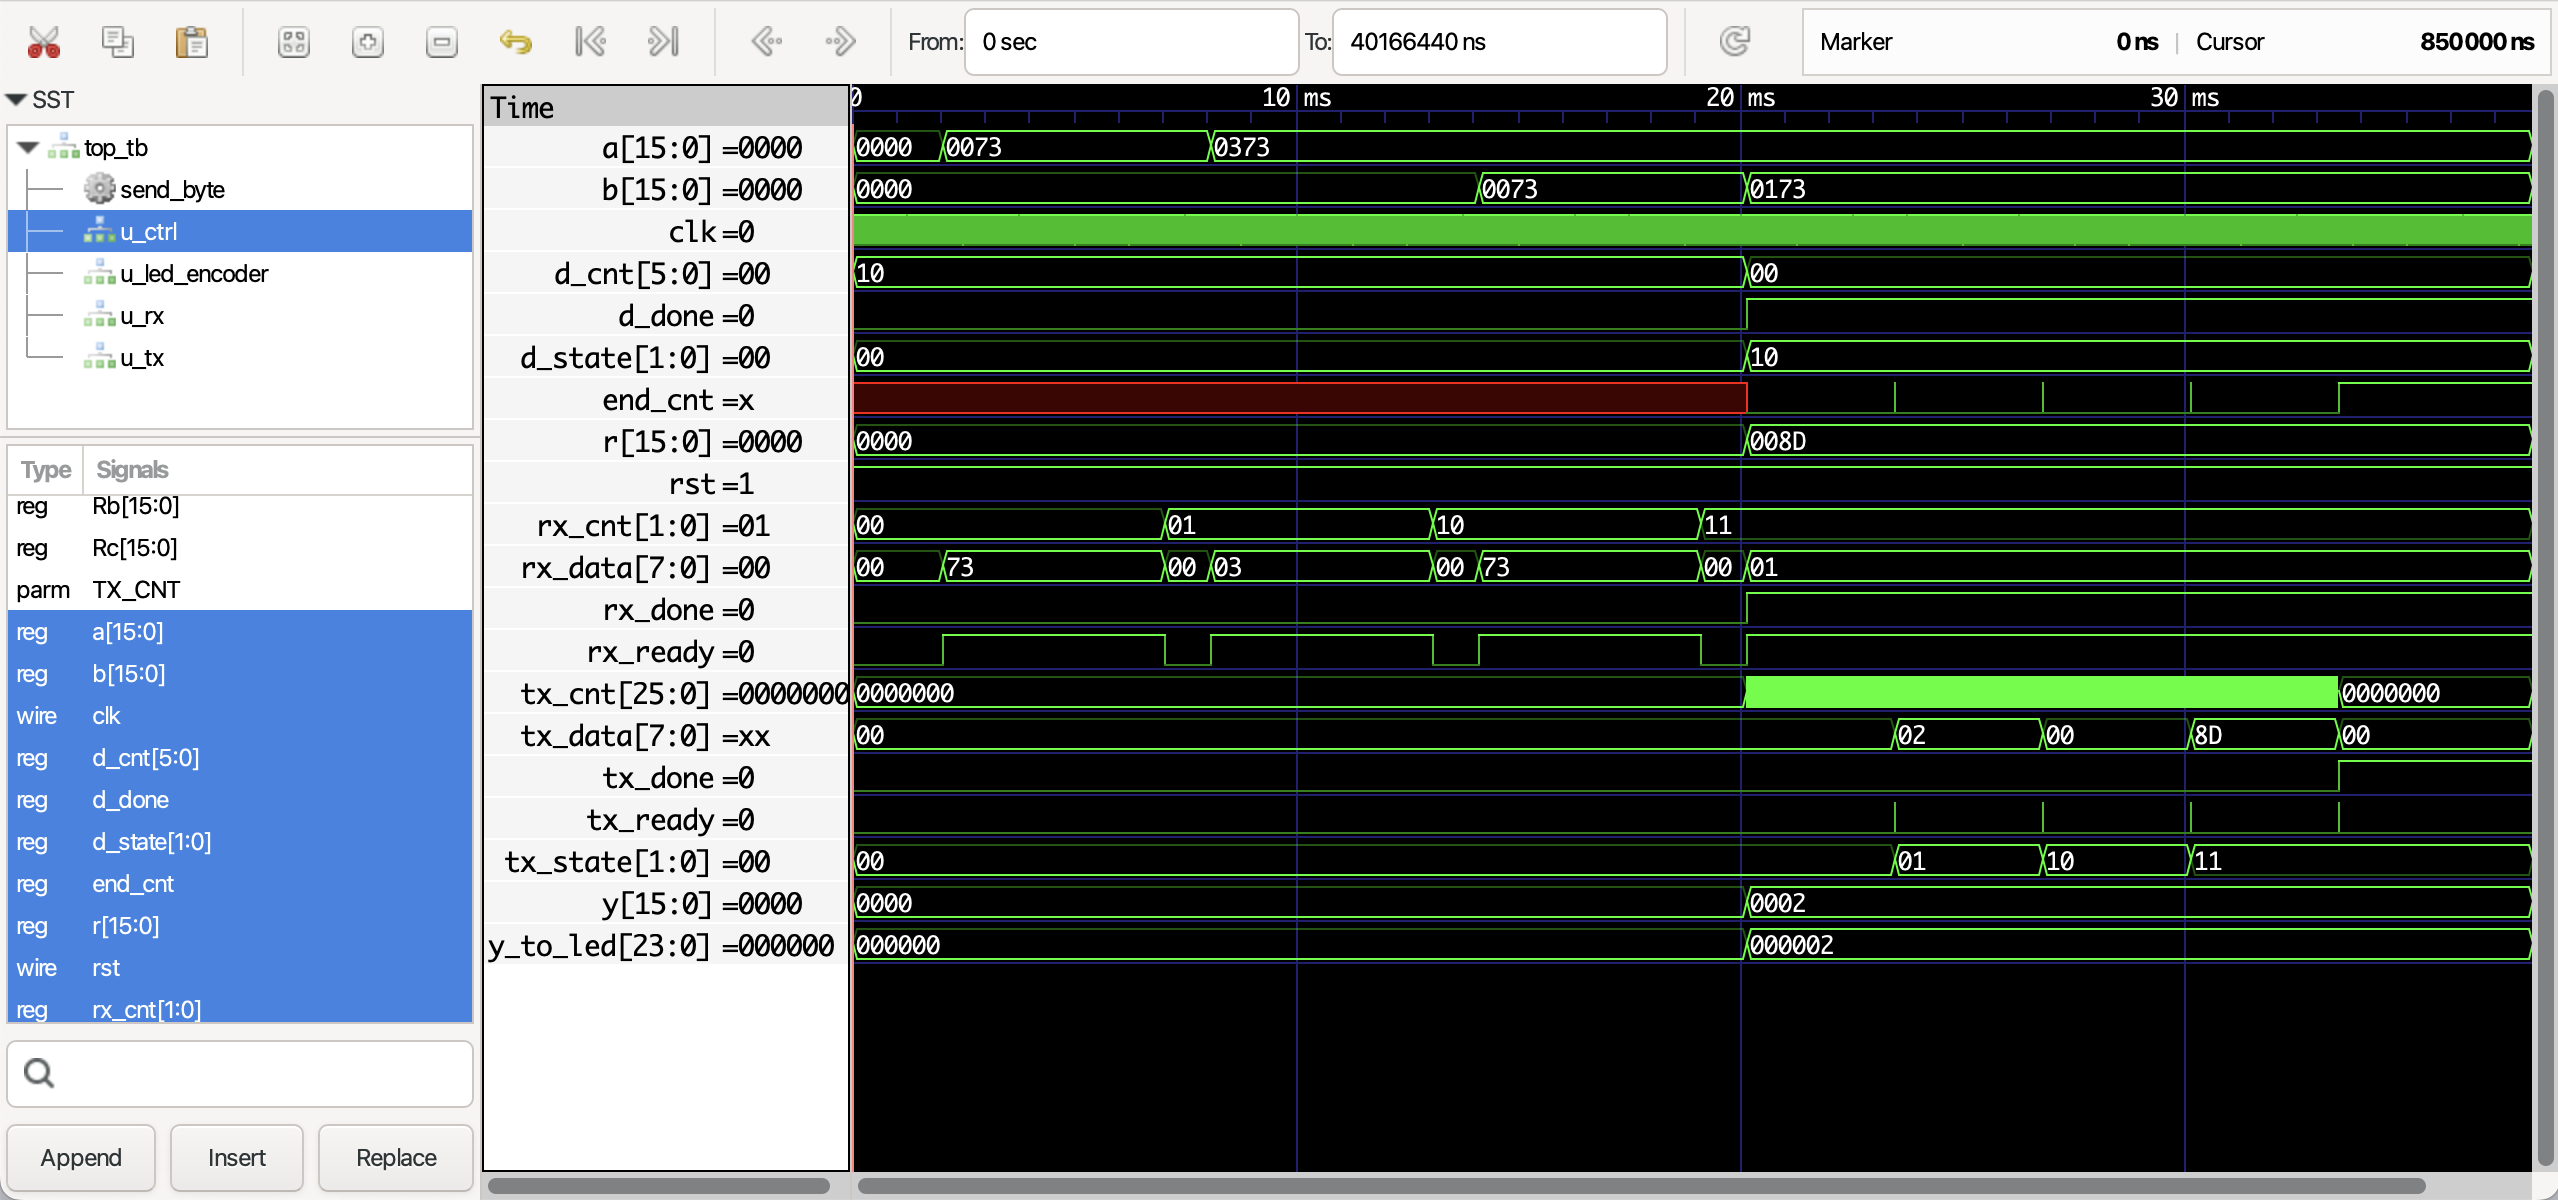 From: 0 sec To: 40166440 ns Marker 0 ns | Cursor 850000 ns
SST
top_tb
send_byte
u_ctrl
u_led_encoder
u_rx
u_tx
Type Signals
reg Rb[15:0]
reg Rc[15:0]
parm TX_CNT
reg a[15:0]
reg b[15:0]
wire clk
reg d_cnt[5:0]
reg d_done
reg d_state[1:0]
reg end_cnt
reg r[15:0]
wire rst
reg rx_cnt[1:0]
Append Insert Replace
Time 0 10 ms 20 ms 30 ms
a[15:0] =0000 0000 0073 0373
b[15:0] =0000 0000 0073 0173
clk =0
d_cnt[5:0] =00 10 00
d_done =0
d_state[1:0] =00 00 10
end_cnt =x
r[15:0] =0000 0000 008D
rst =1
rx_cnt[1:0] =01 00 01 10 11
rx_data[7:0] =00 00 73 00 03 00 73 00 01
rx_done =0
rx_ready =0
tx_cnt[25:0] =0000000 0000000 0000000
tx_data[7:0] =xx 00 02 00 8D 00
tx_done =0
tx_ready =0
tx_state[1:0] =00 00 01 10 11
y[15:0] =0000 0000 0002
y_to_led[23:0] =000000 000000 000002